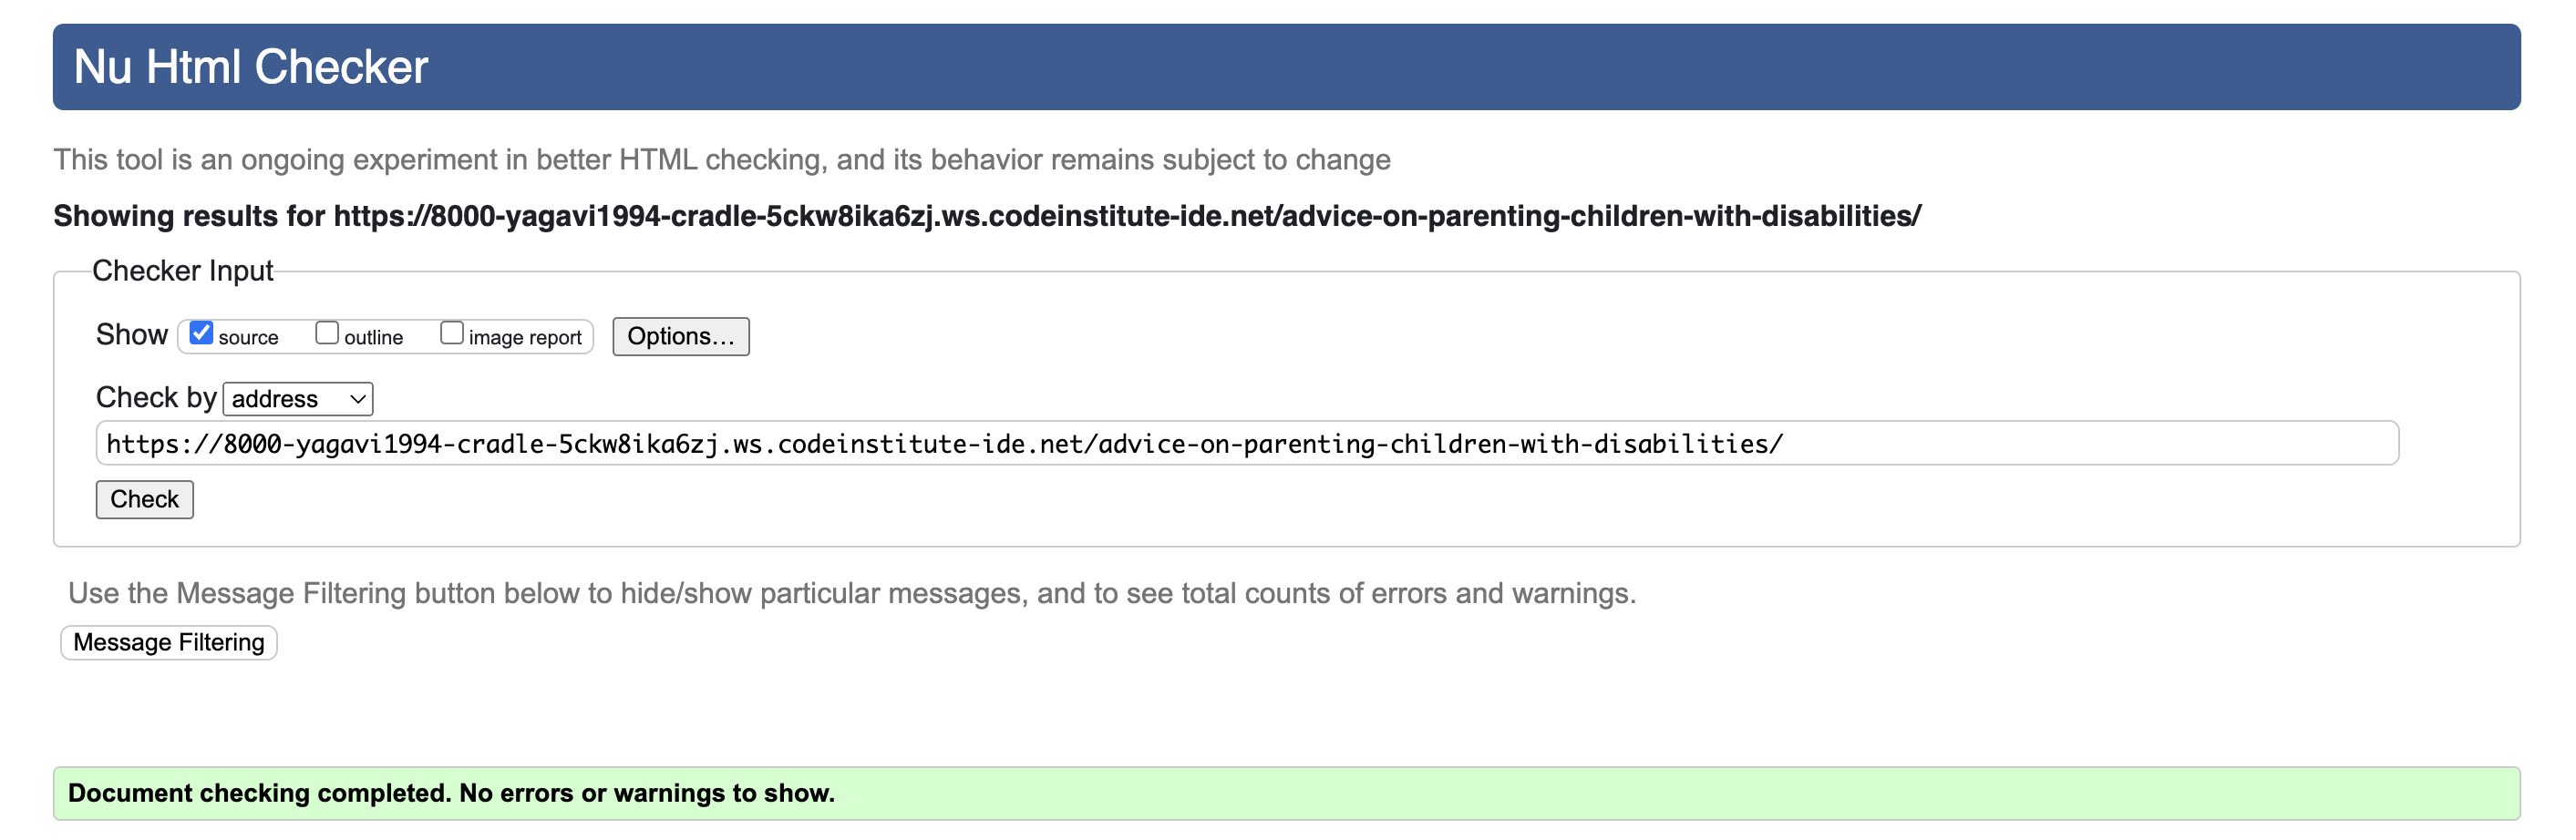 Nu Html Checker
This tool is an ongoing experiment in better HTML checking, and its behavior remains subject to change
Showing results for https://8000-yagavi1994-cradle-5ckw8ika6zj.ws.codeinstitute-ide.net/advice-on-parenting-children-with-disabilities/
Checker Input
Show source outline image report Options...
Check by address
https://8000-yagavi1994-cradle-5ckw8ika6zj.ws.codeinstitute-ide.net/advice-on-parenting-children-with-disabilities/
Check
Use the Message Filtering button below to hide/show particular messages, and to see total counts of errors and warnings.
Message Filtering
Document checking completed. No errors or warnings to show.